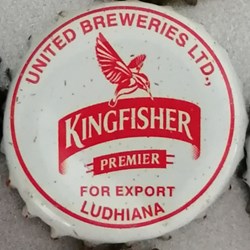 UNITED BREWERIES LTD.,
KINGFISHER
PREMIER
FOR EXPORT
LUDHIANA